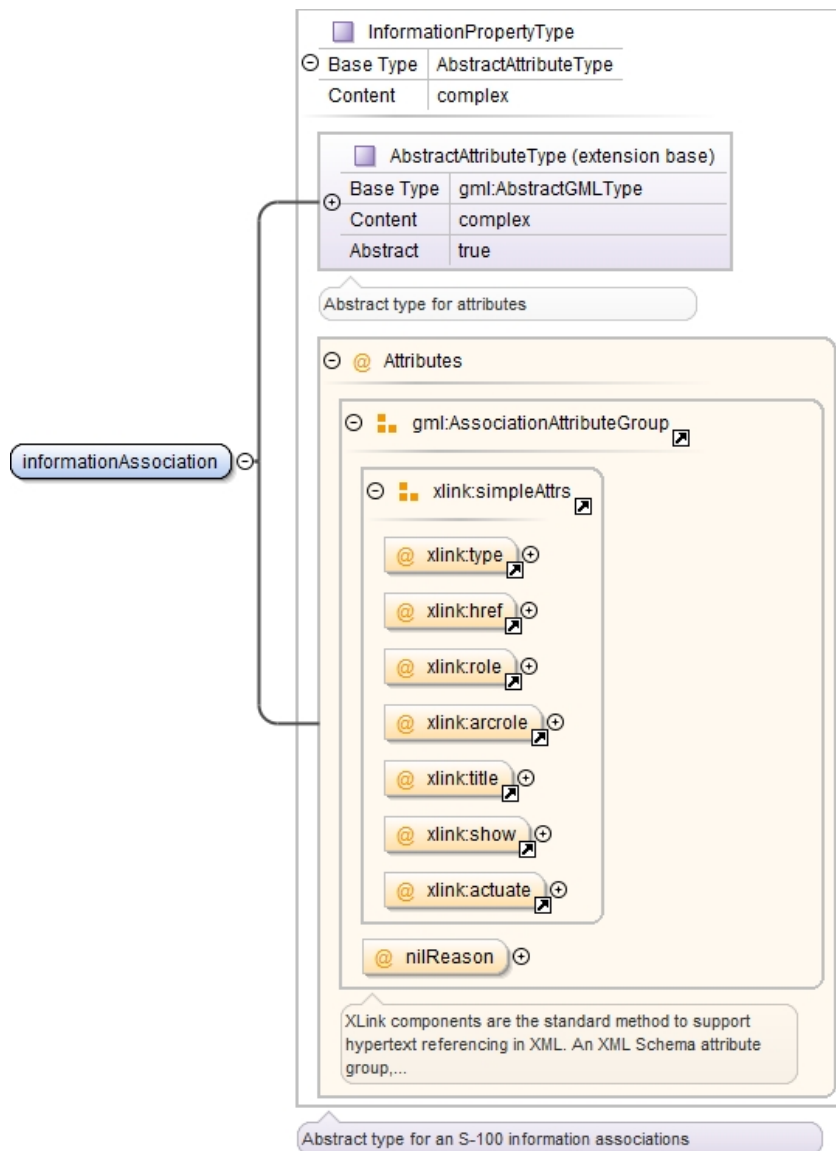 InformationPropertyType
Base Type AbstractAttributeType
Content complex
AbstractAttributeType (extension base)
Base Type gml:AbstractGMLType
Content complex
Abstract true
Abstract type for attributes
@ Attributes
gml:AssociationAttributeGroup
informationAssociation
xlink:simpleAttrs
@ xlink:type
@ xlink:href
@ xlink:role
@ xlink:arcrole
@ xlink:title
@ xlink:show
@ xlink:actuate
@ nilReason
XLink components are the standard method to support
hypertext referencing in XML. An XML Schema attribute
group,...
Abstract type for an S-100 information associations